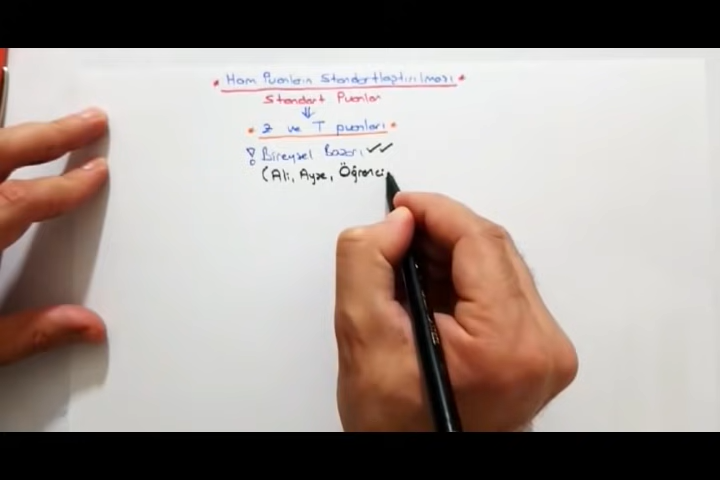 * Ham Puanların Standartlaştırılması *
Standart Puanlar
* Z ve T puanları *
! Bireysel Başarı ✓✓
(Ali, Ayşe, Öğrenci